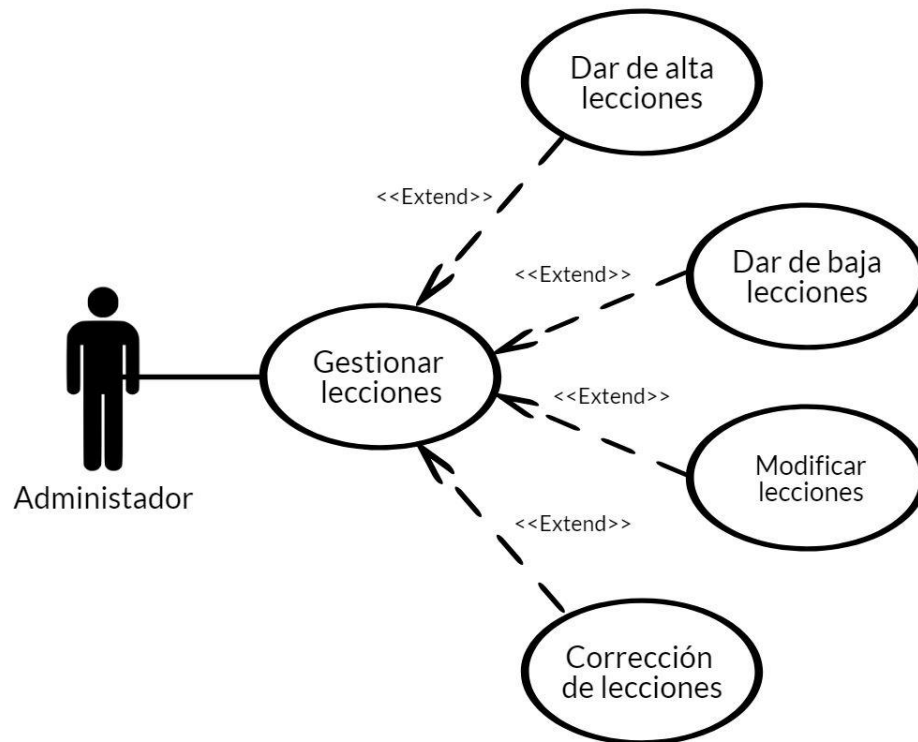 Dar de alta
lecciones
<<Extend>>
Dar de baja
lecciones
<<Extend>>
Gestionar
lecciones
<<Extend>>
Modificar
lecciones
Administador
<<Extend>>
Corrección
de lecciones